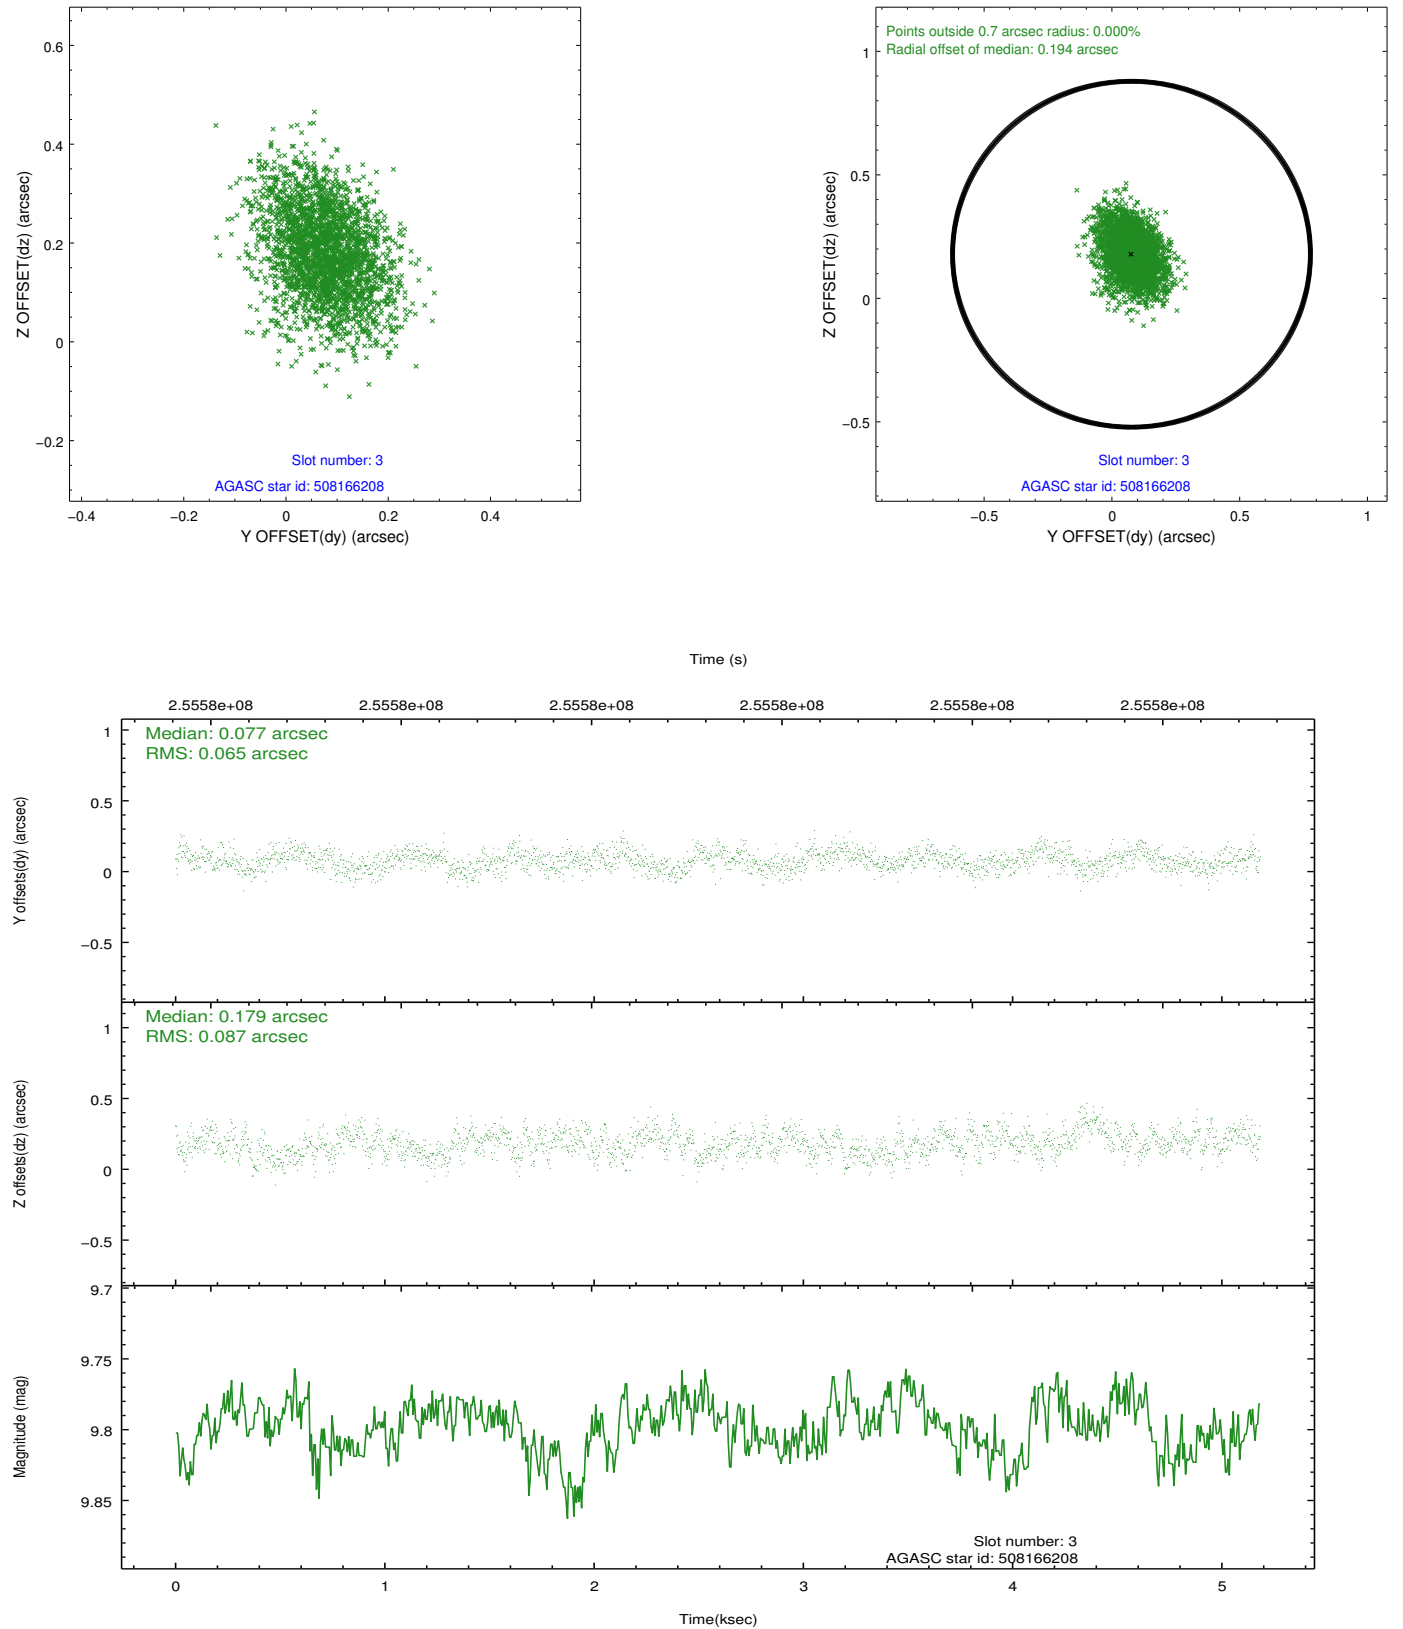 0.6
0.4
0.2
0
−0.2
Z OFFSET(dz) (arcsec)
Slot number: 3
AGASC star id: 508166208
−0.4 −0.2 0 0.2 0.4
Y OFFSET(dy) (arcsec)
Points outside 0.7 arcsec radius: 0.000%
Radial offset of median: 0.194 arcsec
1
0.5
0
−0.5
Z OFFSET(dz) (arcsec)
Slot number: 3
AGASC star id: 508166208
−0.5 0 0.5 1
Y OFFSET(dy) (arcsec)
Time (s)
2.5558e+08 2.5558e+08 2.5558e+08 2.5558e+08 2.5558e+08 2.5558e+08
Median: 0.077 arcsec
RMS: 0.065 arcsec
1
0.5
0
−0.5
Y offsets(dy) (arcsec)
Median: 0.179 arcsec
RMS: 0.087 arcsec
1
0.5
0
−0.5
Z offsets(dz) (arcsec)
9.7
9.75
9.8
9.85
Magnitude (mag)
Slot number: 3
AGASC star id: 508166208
0 1 2 3 4 5
Time(ksec)